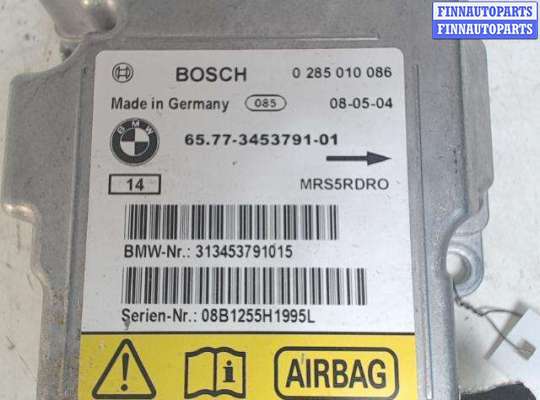 FINNAUTOPARTS
FINNAUTOPARTS
BOSCH 0 285 010 086
Made in Germany 085 08-05-04
BMW 65.77-3453791-01
14 MRS5RDRO
BMW-Nr.: 313453791015
Serien-Nr.: 08B1255H1995L
AIRBAG